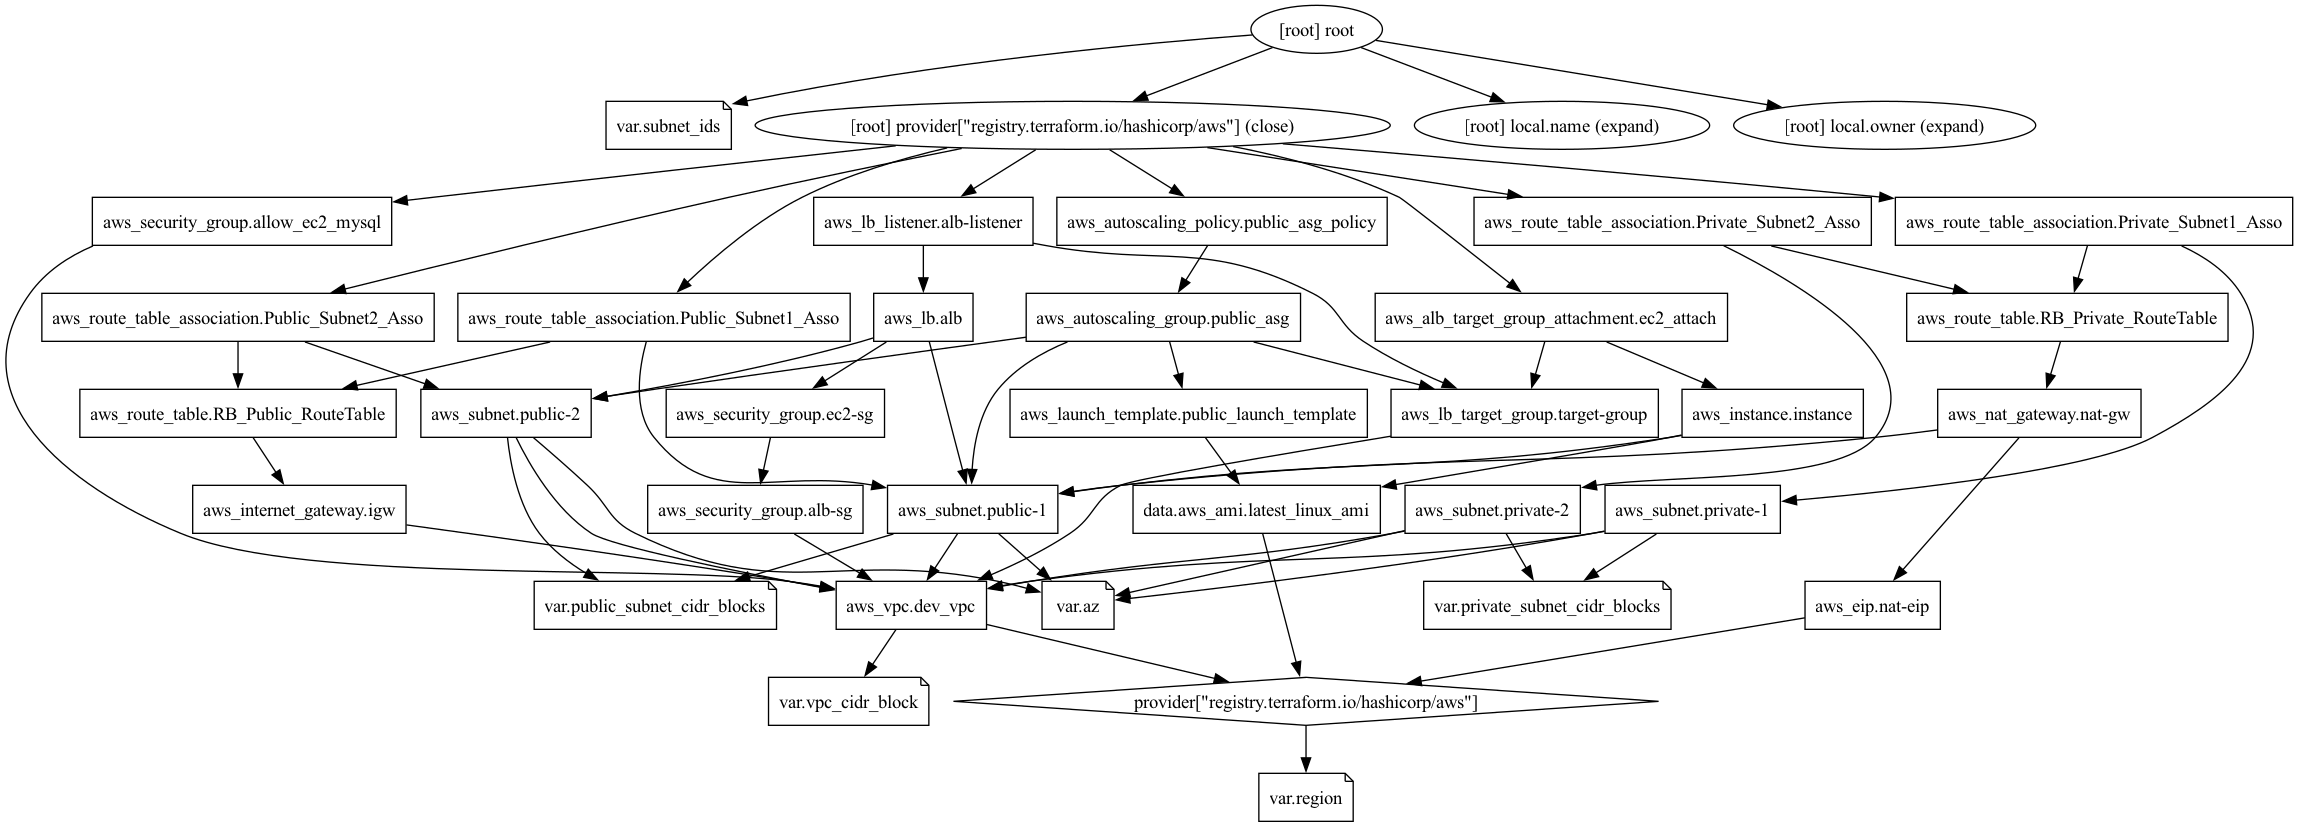 [root] root
var.subnet_ids
[root] provider["registry.terraform.io/hashicorp/aws"] (close)
[root] local.name (expand)
[root] local.owner (expand)
aws_security_group.allow_ec2_mysql
aws_lb_listener.alb-listener
aws_autoscaling_policy.public_asg_policy
aws_route_table_association.Private_Subnet2_Asso
aws_route_table_association.Private_Subnet1_Asso
aws_route_table_association.Public_Subnet2_Asso
aws_route_table_association.Public_Subnet1_Asso
aws_lb.alb
aws_autoscaling_group.public_asg
aws_alb_target_group_attachment.ec2_attach
aws_route_table.RB_Private_RouteTable
aws_route_table.RB_Public_RouteTable
aws_subnet.public-2
aws_security_group.ec2-sg
aws_launch_template.public_launch_template
aws_lb_target_group.target-group
aws_instance.instance
aws_nat_gateway.nat-gw
aws_internet_gateway.igw
aws_security_group.alb-sg
aws_subnet.public-1
data.aws_ami.latest_linux_ami
aws_subnet.private-2
aws_subnet.private-1
var.public_subnet_cidr_blocks
aws_vpc.dev_vpc
var.az
var.private_subnet_cidr_blocks
aws_eip.nat-eip
var.vpc_cidr_block
provider["registry.terraform.io/hashicorp/aws"]
var.region